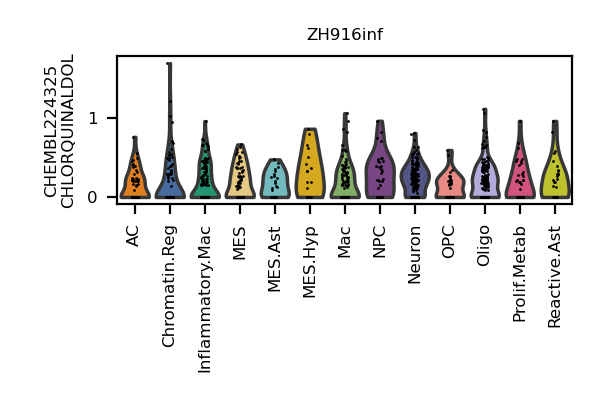 ZH916inf
CHEMBL224325
CHLORQUINALDOL
1
0
AC
Chromatin.Reg
Inflammatory.Mac
MES
MES.Ast
MES.Hyp
Mac
NPC
Neuron
OPC
Oligo
Prolif.Metab
Reactive.Ast